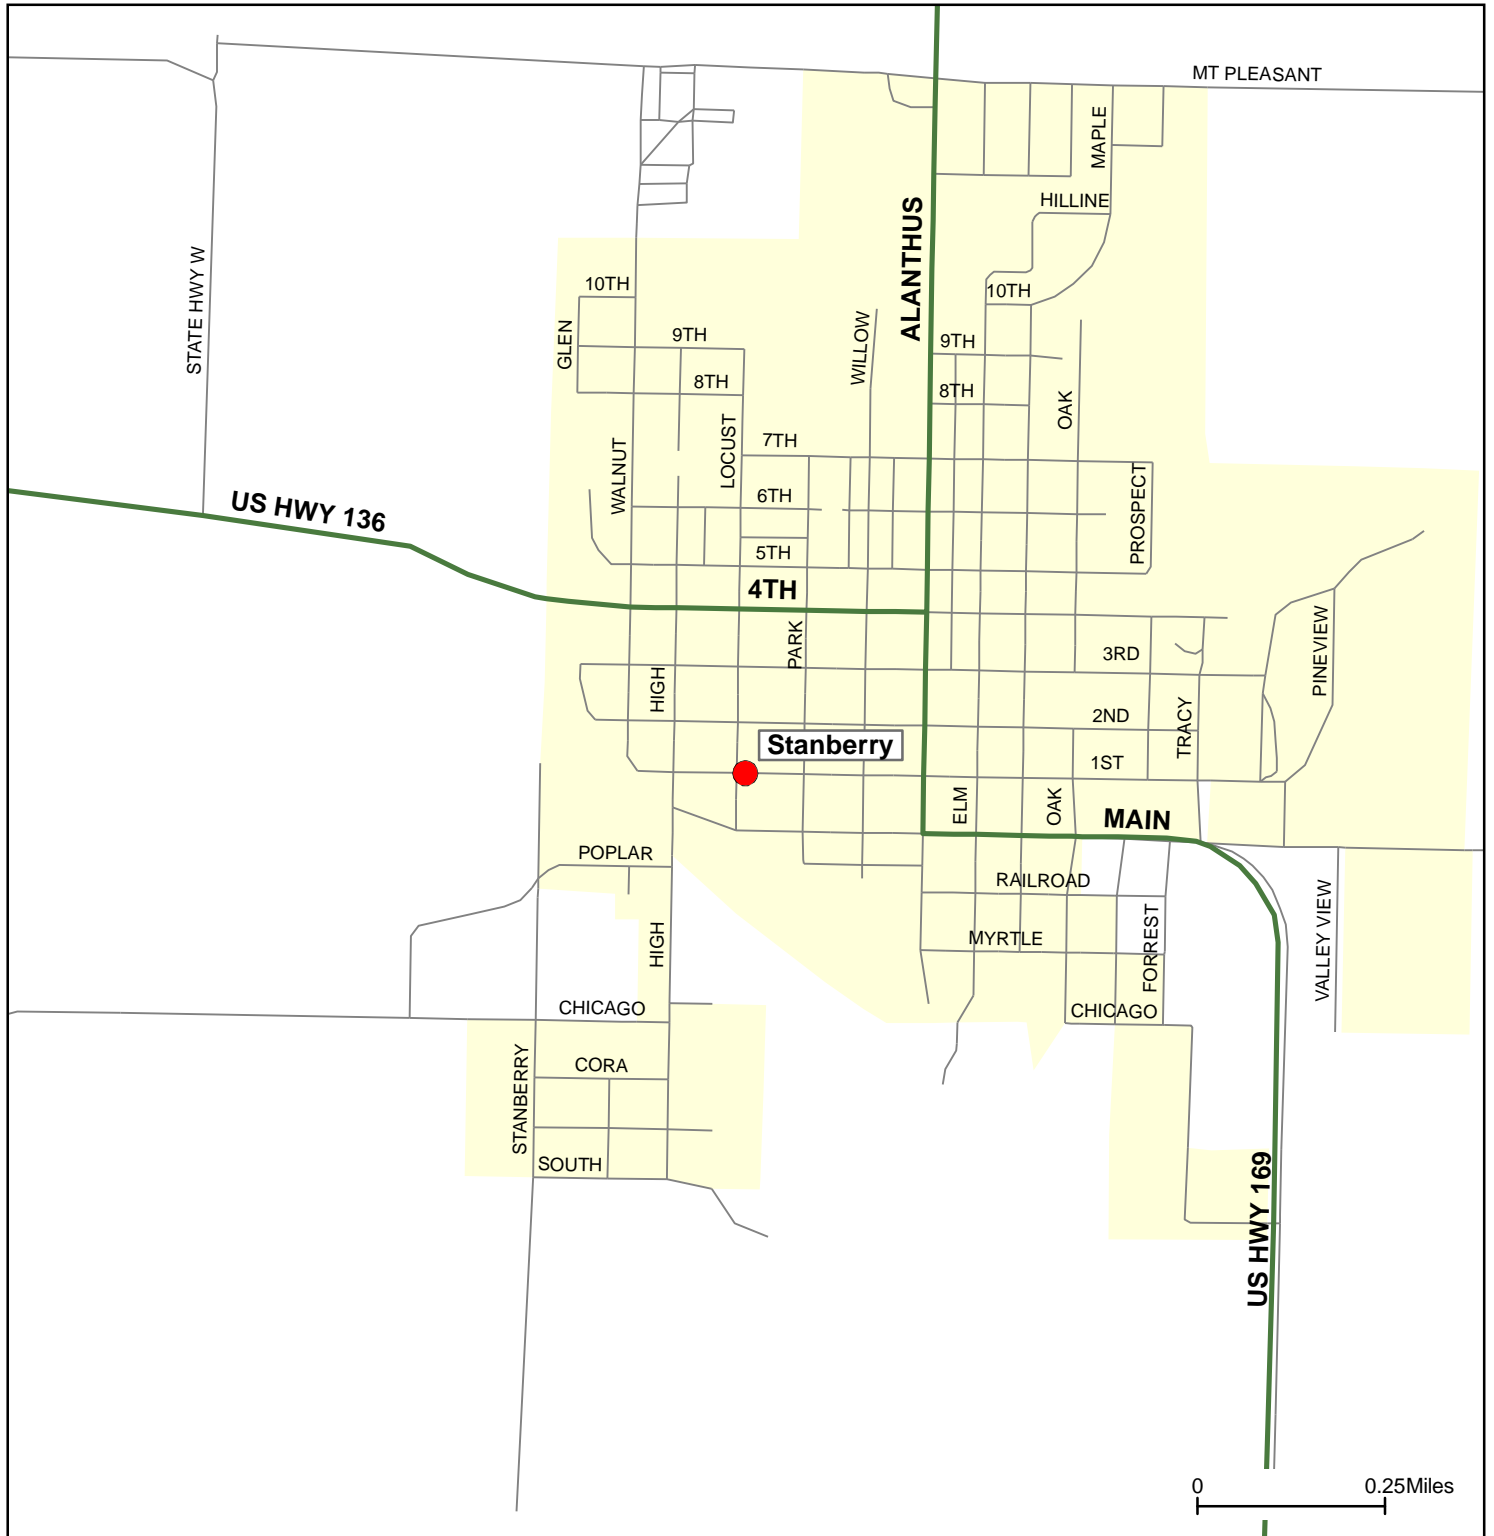 MT PLEASANT
MAPLE
HILLINE
ALANTHUS
STATE HWY W
10TH
10TH
GLEN
9TH
WILLOW
9TH
8TH
8TH
OAK
LOCUST
7TH
WALNUT
PROSPECT
6TH
US HWY 136
5TH
4TH
PARK
3RD
PINEVIEW
HIGH
2ND
TRACY
Stanberry
1ST
ELM
OAK
MAIN
POPLAR
RAILROAD
VALLEY VIEW
HIGH
MYRTLE
FORREST
CHICAGO
CHICAGO
CORA
STANBERRY
SOUTH
US HWY 169
0 0.25Miles